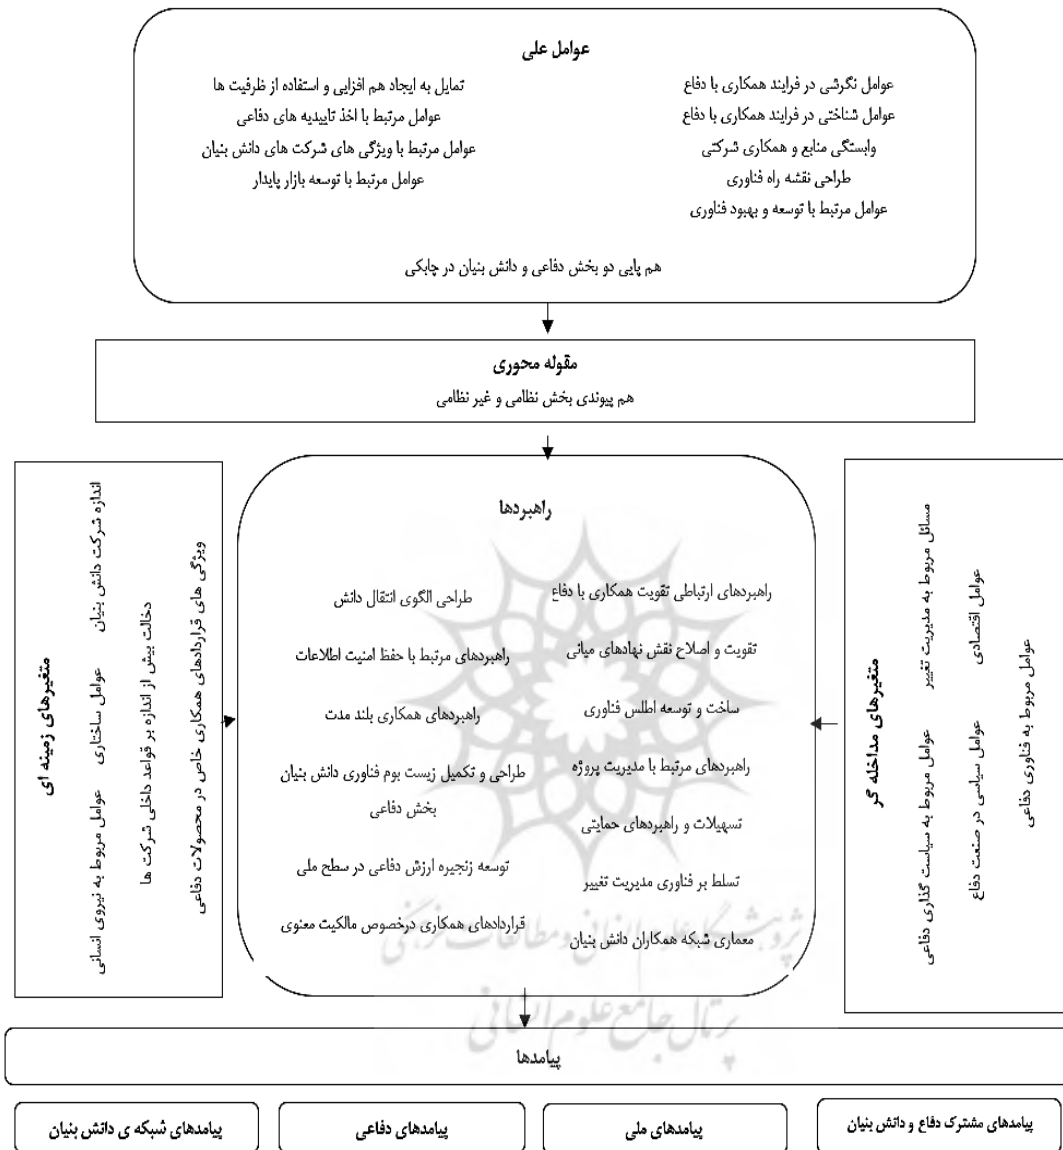 عوامل علی
عوامل نگرشی در فرایند همکاری با دفاع
عوامل شناختی در فرایند همکاری با دفاع
وابستگی منابع و همکاری شرکتی
طراحی نقشه راه فناوری
عوامل مرتبط با توسعه و بهبود فناوری
تمایل به ایجاد هم افزایی و استفاده از ظرفیت ها
عوامل مرتبط با اخذ تاییدیه های دفاعی
عوامل مرتبط با ویژگی های شرکت های دانش بنیان
عوامل مرتبط با توسعه بازار پایدار
هم پایی دو بخش دفاعی و دانش بنیان در چابکی
مقوله محوری
هم پیوندی بخش نظامی و غیر نظامی
متغیرهای مداخله گر
مسائل مربوط به مدیریت تغییر
عوامل مربوط به سیاست گذاری دفاعی
عوامل اقتصادی
عوامل سیاسی در صنعت دفاع
عوامل مربوط به فناوری دفاعی
راهبردها
راهبردهای ارتباطی تقویت همکاری با دفاع
تقویت و اصلاح نقش نهادهای میانی
ساخت و توسعه اطلس فناوری
راهبردهای مرتبط با مدیریت پروژه
تسهیلات و راهبردهای حمایتی
تسلط بر فناوری مدیریت تغییر
معماری شبکه همکاران دانش بنیان
طراحی الگوی انتقال دانش
راهبردهای مرتبط با حفظ امنیت اطلاعات
راهبردهای همکاری بلند مدت
طراحی و تکمیل زیست بوم فناوری دانش بنیان
بخش دفاعی
توسعه زنجیره ارزش دفاعی در سطح ملی
قراردادهای همکاری درخصوص مالکیت معنوی
متغیرهای زمینه ای
اندازه شرکت دانش بنیان
عوامل ساختاری
عوامل مربوط به نیروی انسانی
دخالت بیش از اندازه بر قواعد داخلی شرکت ها
ویژگی های قراردادهای همکاری خاص در محصولات دفاعی
پژوهشگاه علوم انسانی و مطالعات فرهنگی
پرتال جامع علوم انسانی
پیامدها
پیامدهای مشترک دفاع و دانش بنیان
پیامدهای ملی
پیامدهای دفاعی
پیامدهای شبکه ی دانش بنیان